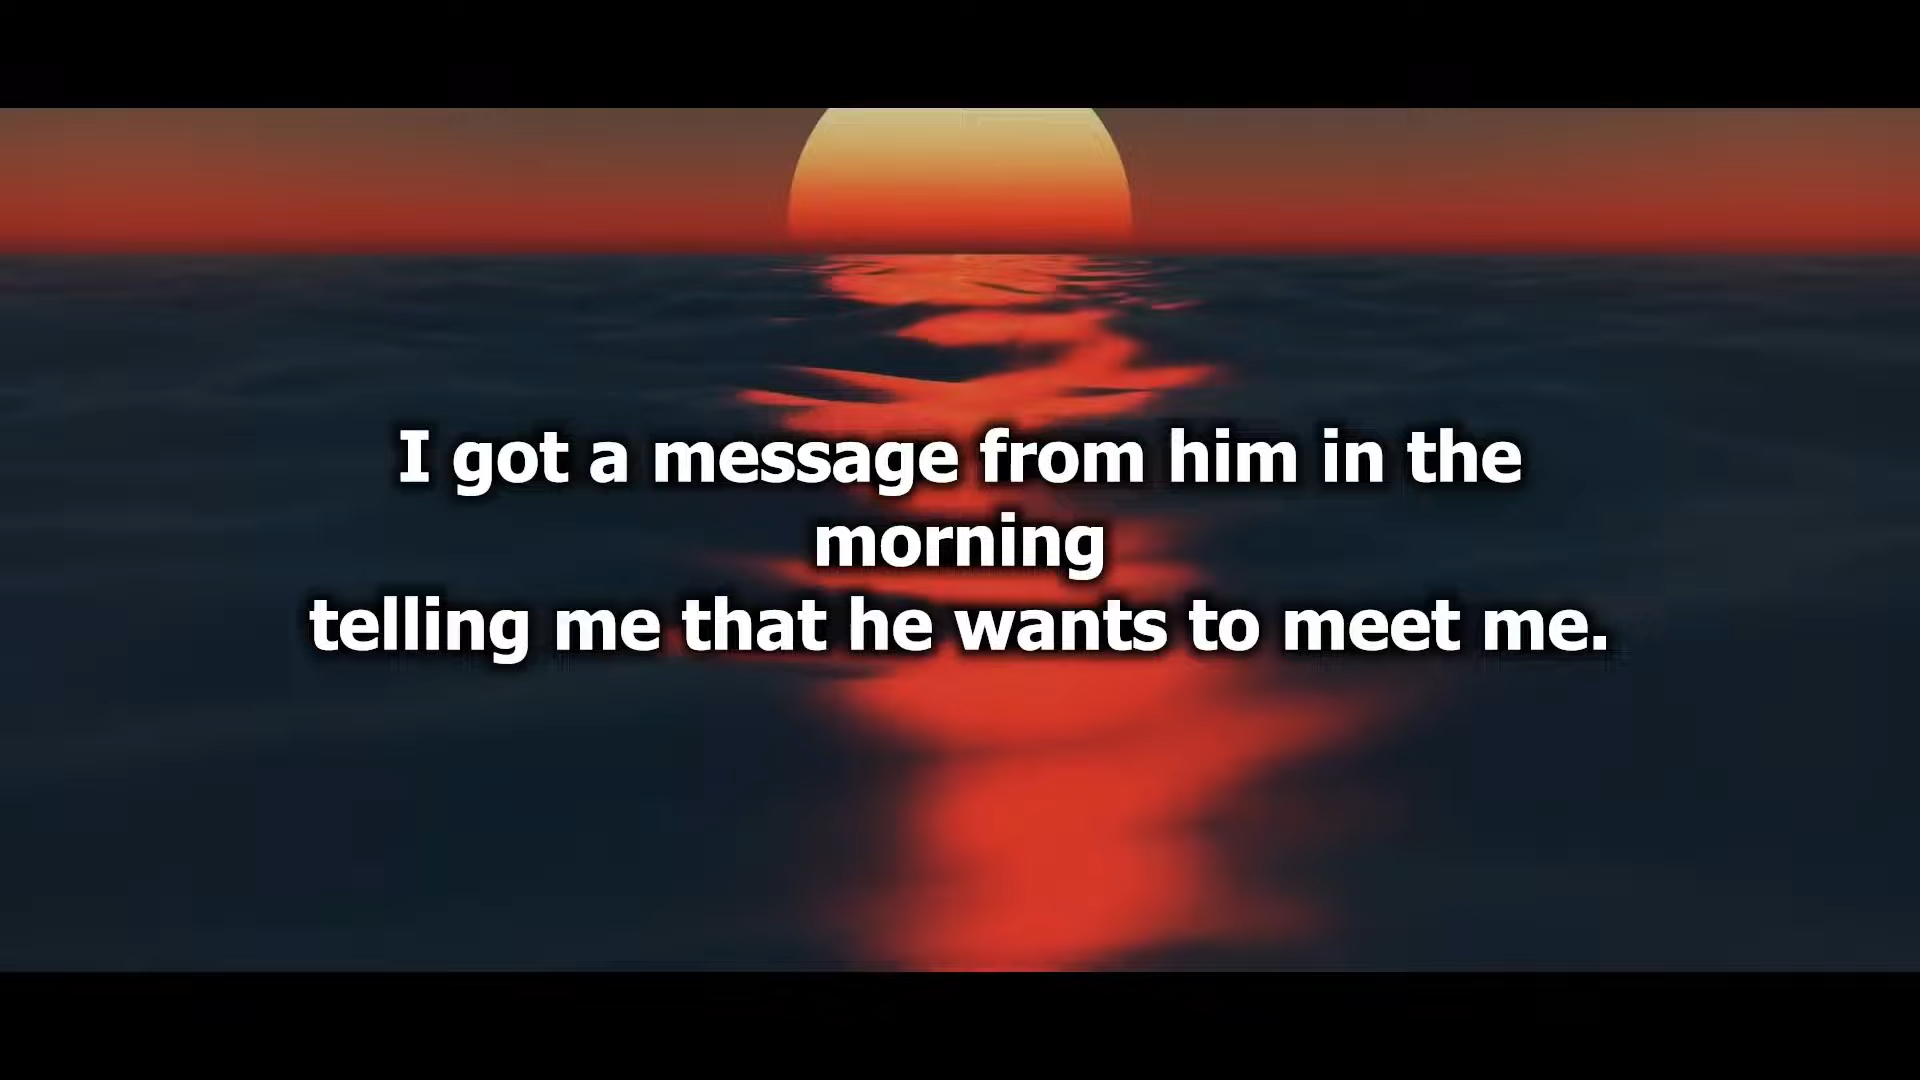 I got a message from him in the
morning
telling me that he wants to meet me.